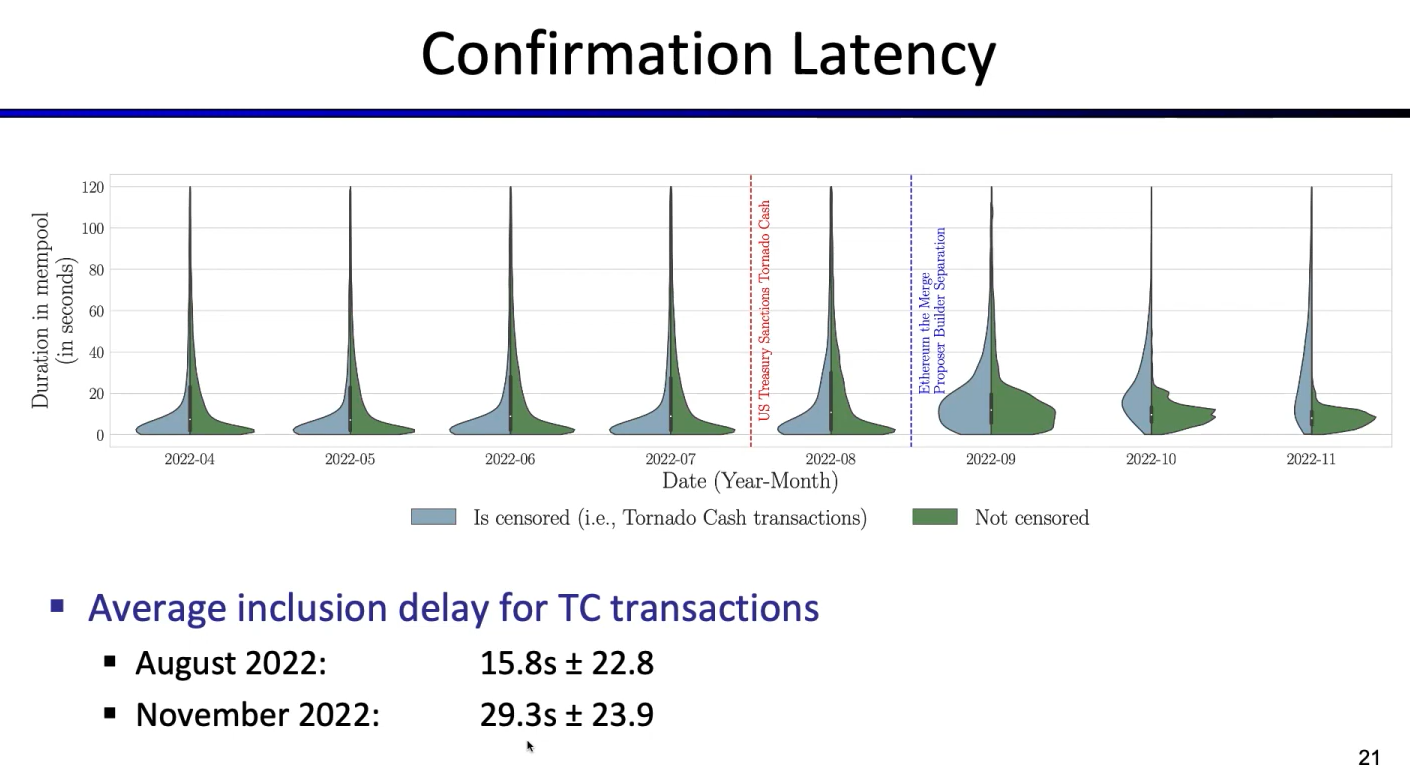 Confirmation Latency
Duration in mempool
(in seconds)
120
100
80
60
40
20
0
US Treasury Sanctions Tornado Cash
Ethereum the Merge
Proposer Builder Separation
2022-04
2022-05
2022-06
2022-07
2022-08
2022-09
2022-10
2022-11
Date (Year-Month)
Is censored (i.e., Tornado Cash transactions)
Not censored
Average inclusion delay for TC transactions
August 2022: 15.8s ± 22.8
November 2022: 29.3s ± 23.9
21